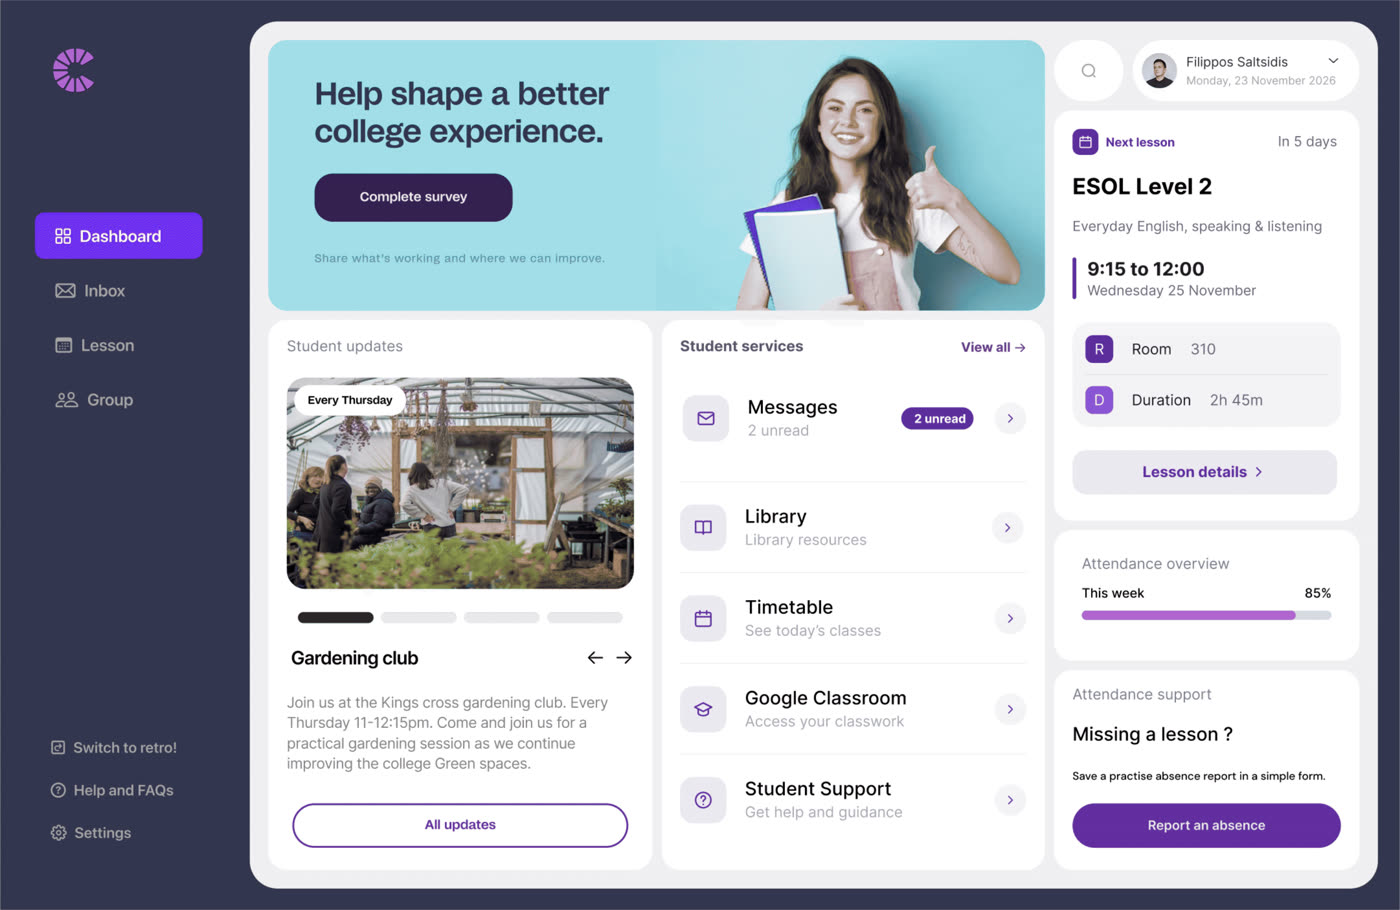 Dashboard
Inbox
Lesson
Group
Switch to retro!
Help and FAQs
Settings
Help shape a better
college experience.
Complete survey
Share what's working and where we can improve.
Student updates
Every Thursday
Gardening club
Join us at the Kings cross gardening club. Every
Thursday 11-12:15pm. Come and join us for a
practical gardening session as we continue
improving the college Green spaces.
All updates
Student services
View all →
Messages
2 unread
2 unread
Library
Library resources
Timetable
See today's classes
Google Classroom
Access your classwork
Student Support
Get help and guidance
Filippos Saltsidis
Monday, 23 November 2026
Next lesson
In 5 days
ESOL Level 2
Everyday English, speaking & listening
9:15 to 12:00
Wednesday 25 November
R Room 310
D Duration 2h 45m
Lesson details
Attendance overview
This week 85%
Attendance support
Missing a lesson ?
Save a practise absence report in a simple form.
Report an absence